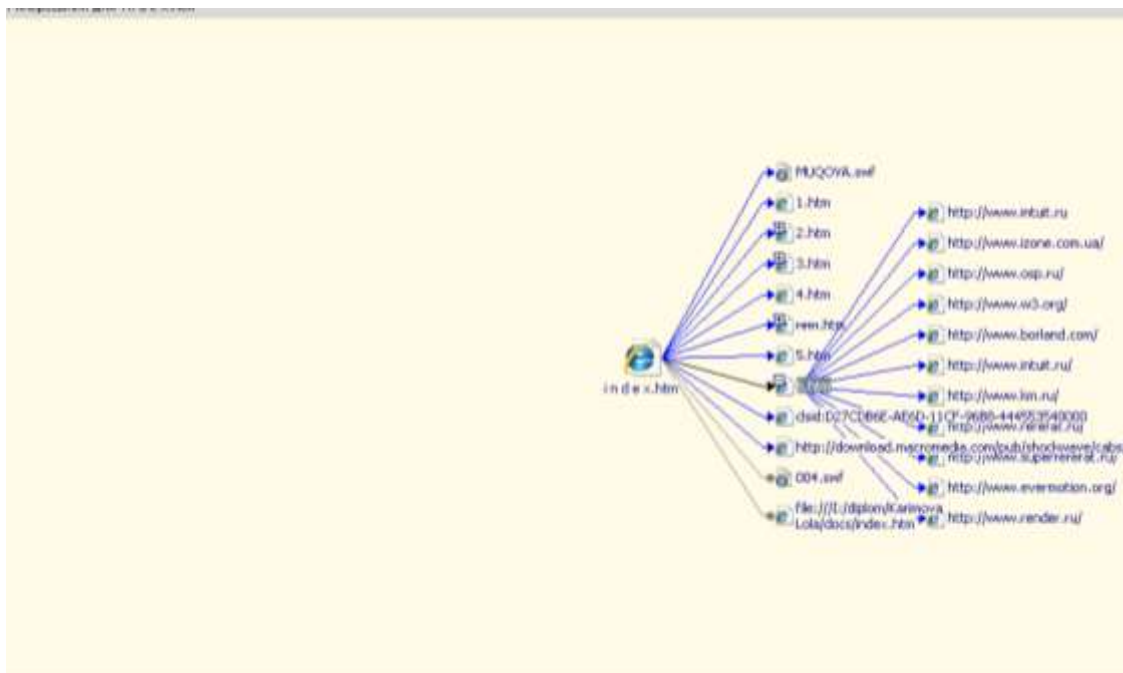 MUQOVA.swf
1.htm
2.htm
3.htm
4.htm
rem.htm
5.htm
index.htm
clsid:D27CDB6E-AE6D-11CF-96B8-444553540000
http://download.macromedia.com/pub/shockwave/cabs
004.swf
file:///I:/diplom/Karimova
Lola/docs/index.htm
http://www.intuit.ru
http://www.izone.com.ua/
http://www.osp.ru/
http://www.w3.org/
http://www.borland.com/
http://www.intuit.ru/
http://www.km.ru/
http://www.referat.ru/
http://www.superreferat.ru/
http://www.evermotion.org/
http://www.render.ru/